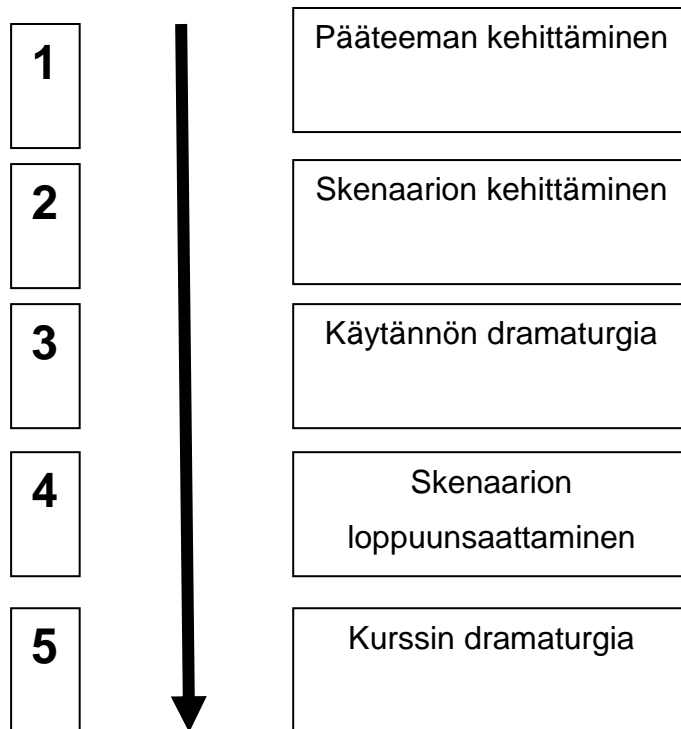 1
Pääteeman kehittäminen
2
Skenaarion kehittäminen
3
Käytännön dramaturgia
4
Skenaarion
loppuunsaattaminen
5
Kurssin dramaturgia